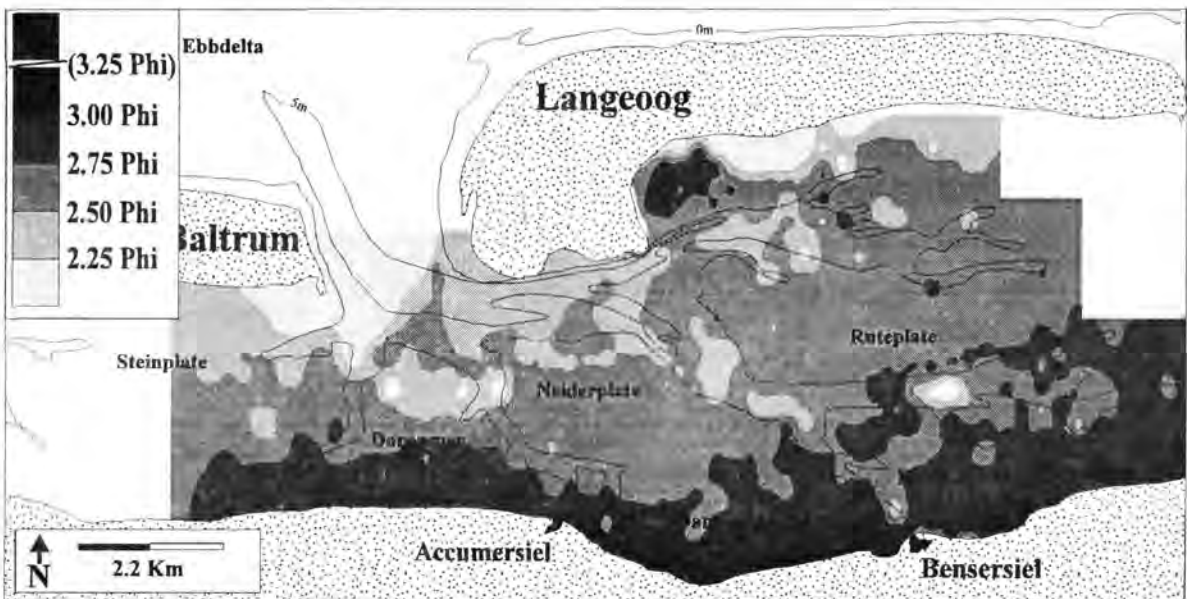 Ebbdelta
(3.25 Phi)
3.00 Phi
2.75 Phi
2.50 Phi
2.25 Phi
0m
5m
Langeoog
Baltrum
Steinplate
Ruteplate
Neiderplate
Accumersiel
Bensersiel
N
2.2 Km